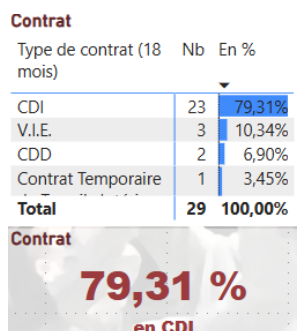 Contrat
Type de contrat (18 Nb En %
mois)
CDI 23 79,31%
V.I.E. 3 10,34%
CDD 2 6,90%
Contrat Temporaire 1 3,45%
Total 29 100,00%
Contrat
79,31 %
en CDI